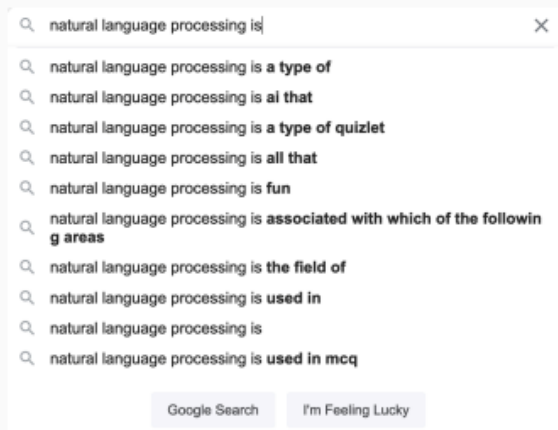 natural language processing is
natural language processing is a type of
natural language processing is ai that
natural language processing is a type of quizlet
natural language processing is all that
natural language processing is fun
natural language processing is associated with which of the followin
g areas
natural language processing is the field of
natural language processing is used in
natural language processing is
natural language processing is used in mcq
Google Search I'm Feeling Lucky